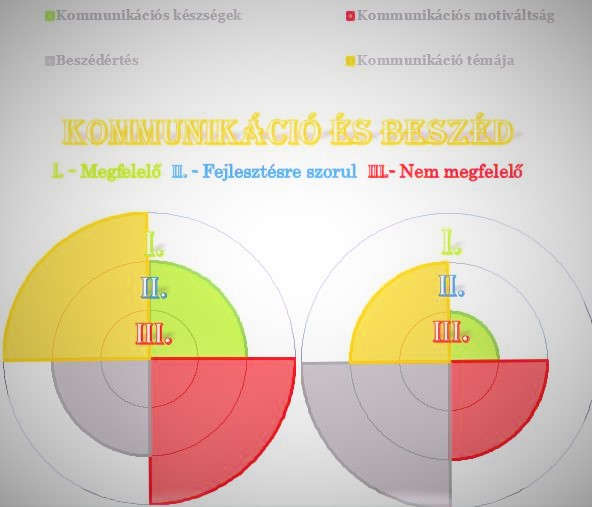 Kommunikációs készségek
Kommunikációs motiváltság
Beszédértés
Kommunikáció témája
KOMMUNIKÁCIÓ ÉS BESZÉD
I. - Megfelelő II. - Fejlesztésre szorul III.- Nem megfelelő
I.
I.
II.
II.
III.
III.